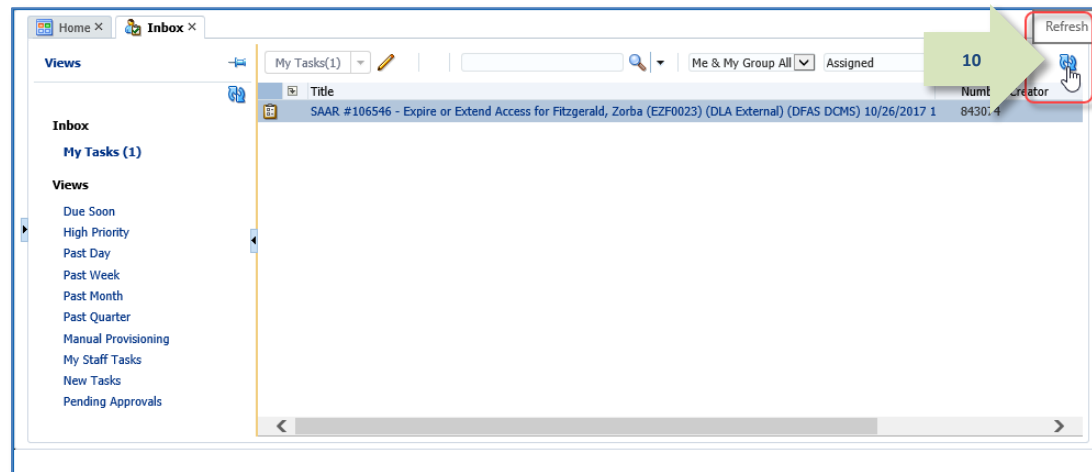 Home Inbox Refresh
Views My Tasks(1) Me & My Group All Assigned 10
Title Number Creator
SAAR #106546 - Expire or Extend Access for Fitzgerald, Zorba (EZF0023) (DLA External) (DFAS DCMS) 10/26/2017 1 843074
Inbox
My Tasks (1)
Views
Due Soon
High Priority
Past Day
Past Week
Past Month
Past Quarter
Manual Provisioning
My Staff Tasks
New Tasks
Pending Approvals